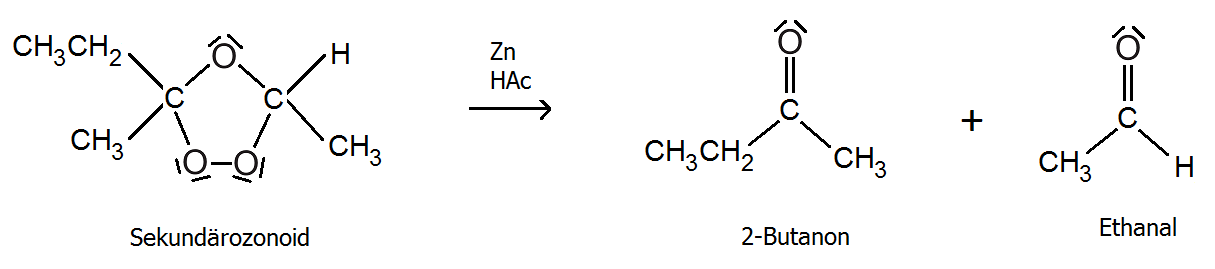 CH3CH2 O H
C C
CH3 O O CH3
Zn
HAc
O
C
CH3CH2 CH3
+
O
C
CH3 H
Sekundärozonoid
2-Butanon
Ethanal